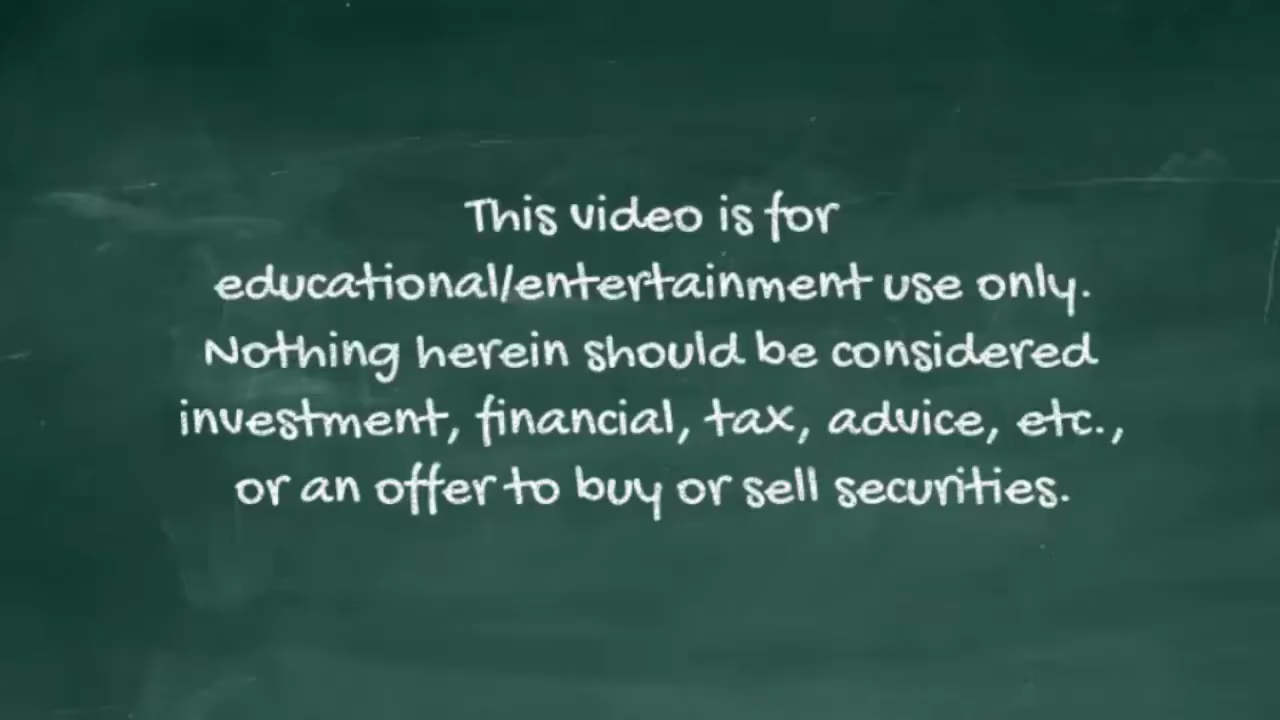 This video is for
educational/entertainment use only.
Nothing herein should be considered
investment, financial, tax, advice, etc.,
or an offer to buy or sell securities.